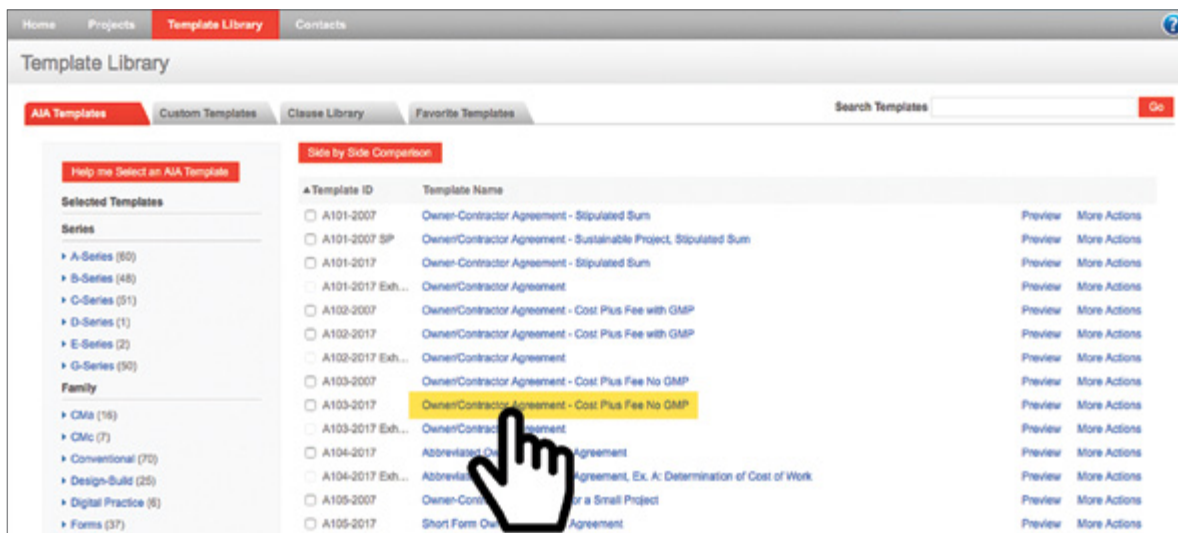 Home Projects Template Library Contacts
Template Library
AIA Templates Custom Templates Clause Library Favorite Templates Search Templates Go
Help me Select an AIA Template
Selected Templates
Series
A-Series (60)
B-Series (48)
C-Series (51)
D-Series (1)
E-Series (2)
G-Series (50)
Family
CMa (16)
CMc (7)
Conventional (70)
Design-Build (25)
Digital Practice (6)
Forms (37)
Side by Side Comparison
Template ID Template Name
A101-2007 Owner-Contractor Agreement - Stipulated Sum Preview More Actions
A101-2007 SP Owner/Contractor Agreement - Sustainable Project, Stipulated Sum Preview More Actions
A101-2017 Owner-Contractor Agreement - Stipulated Sum Preview More Actions
A101-2017 Exh... Owner/Contractor Agreement Preview More Actions
A102-2007 Owner/Contractor Agreement - Cost Plus Fee with GMP Preview More Actions
A102-2017 Owner/Contractor Agreement - Cost Plus Fee with GMP Preview More Actions
A102-2017 Exh... Owner/Contractor Agreement Preview More Actions
A103-2007 Owner/Contractor Agreement - Cost Plus Fee No GMP Preview More Actions
A103-2017 Owner/Contractor Agreement - Cost Plus Fee No GMP Preview More Actions
A103-2017 Exh... Owner/Contractor Agreement Preview More Actions
A104-2017 Abbreviated Agreement Preview More Actions
A104-2017 Exh... Agreement, Ex. A: Determination of Cost of Work Preview More Actions
A105-2007 for a Small Project Preview More Actions
A105-2017 Short Form Agreement Preview More Actions